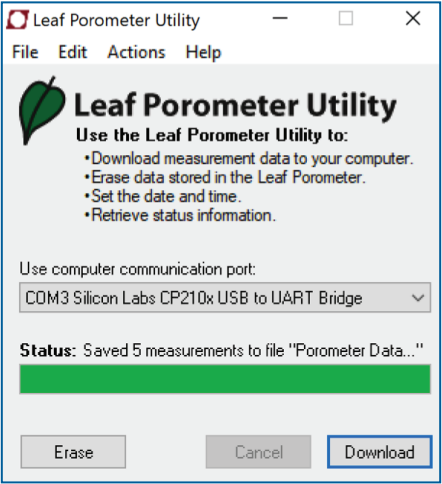 Leaf Porometer Utility
File Edit Actions Help
Leaf Porometer Utility
Use the Leaf Porometer Utility to:
•Download measurement data to your computer.
•Erase data stored in the Leaf Porometer.
•Set the date and time.
•Retrieve status information.
Use computer communication port:
COM3 Silicon Labs CP210x USB to UART Bridge
Status: Saved 5 measurements to file "Porometer Data..."
Erase Cancel Download